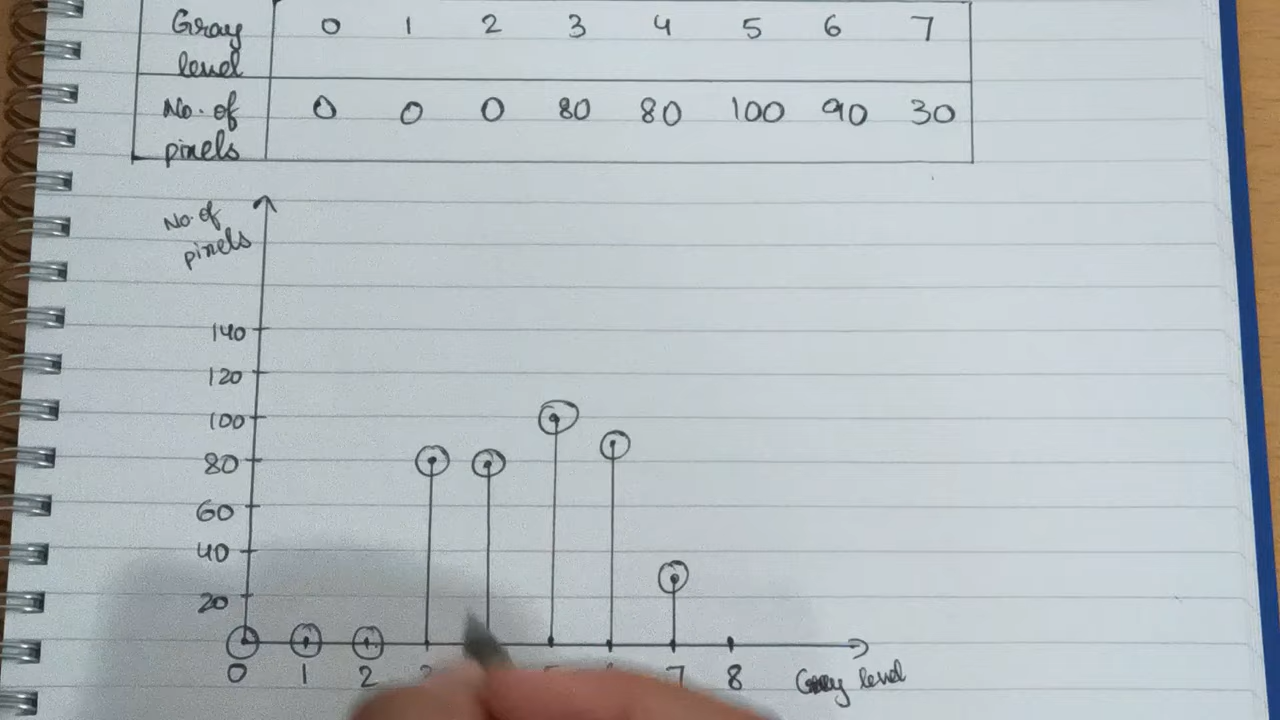 Gray level 0 1 2 3 4 5 6 7
No. of pixels 0 0 0 80 80 100 90 30
No. of
pixels
140
120
100
80
60
40
20
0 1 2 7 8 Gray level